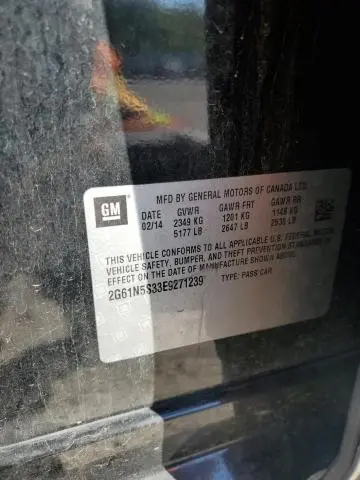 GM
MFD BY GENERAL MOTORS OF CANADA LTD.
DATE GVWR GAWR FRT GAWR RR
02/14 2349 KG 1201 KG 1148 KG
5177 LB 2647 LB 2530 LB
THIS VEHICLE CONFORMS TO ALL APPLICABLE U.S. FEDERAL MOTOR
VEHICLE SAFETY, BUMPER, AND THEFT PREVENTION STANDARDS IN
EFFECT ON THE DATE OF MANUFACTURE SHOWN ABOVE.
2G61N5S33E9271239 TYPE: PASS CAR